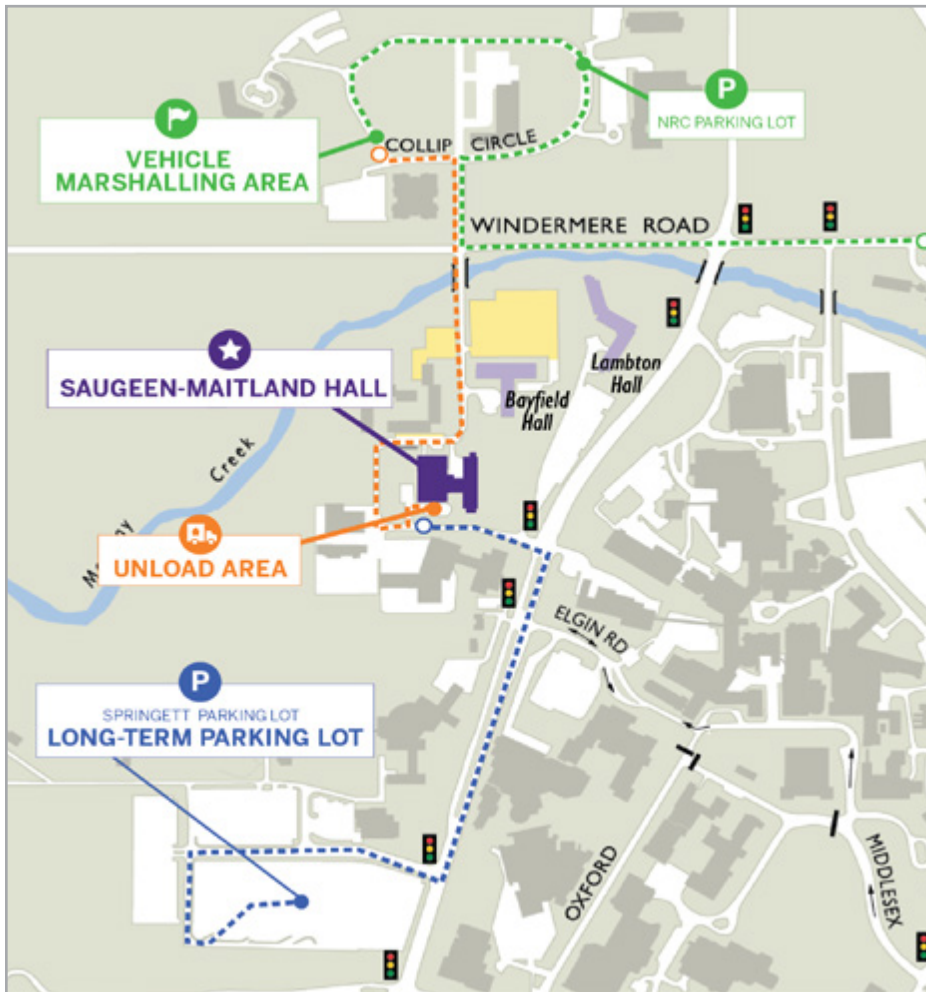 P
NRC PARKING LOT
VEHICLE
MARSHALLING AREA
COLLIP CIRCLE
WINDERMERE ROAD
SAUGEEN-MAITLAND HALL
Lambton
Hall
Bayfield
Hall
Creek
UNLOAD AREA
ELGIN RD
P
SPRINGETT PARKING LOT
LONG-TERM PARKING LOT
OXFORD
MIDDLESEX